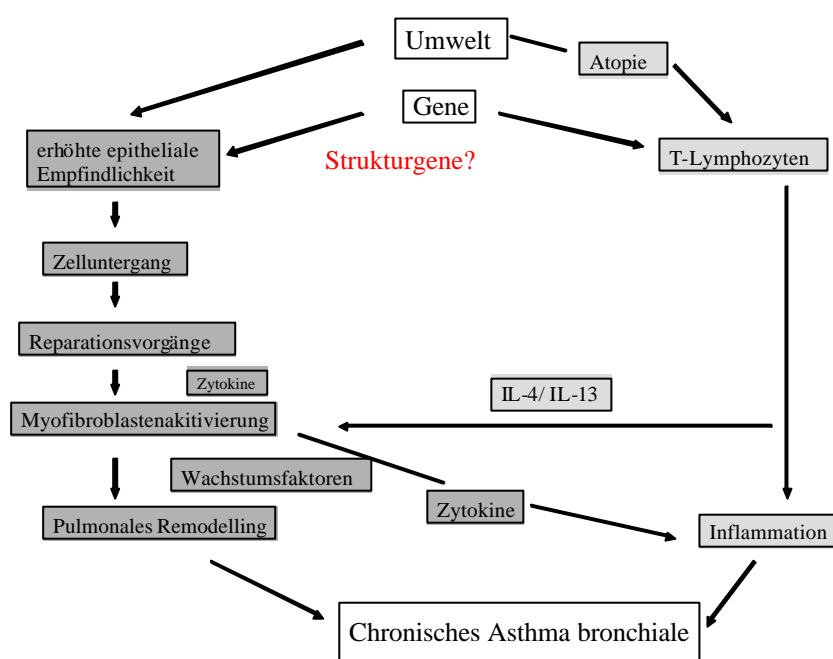 Umwelt
Atopie
Gene
erhöhte epitheliale
Empfindlichkeit
Strukturgene?
T-Lymphozyten
Zelluntergang
Reparationsvorgänge
Zytokine
IL-4/ IL-13
Myofibroblastenakitivierung
Wachstumsfaktoren
Zytokine
Pulmonales Remodelling
Inflammation
Chronisches Asthma bronchiale